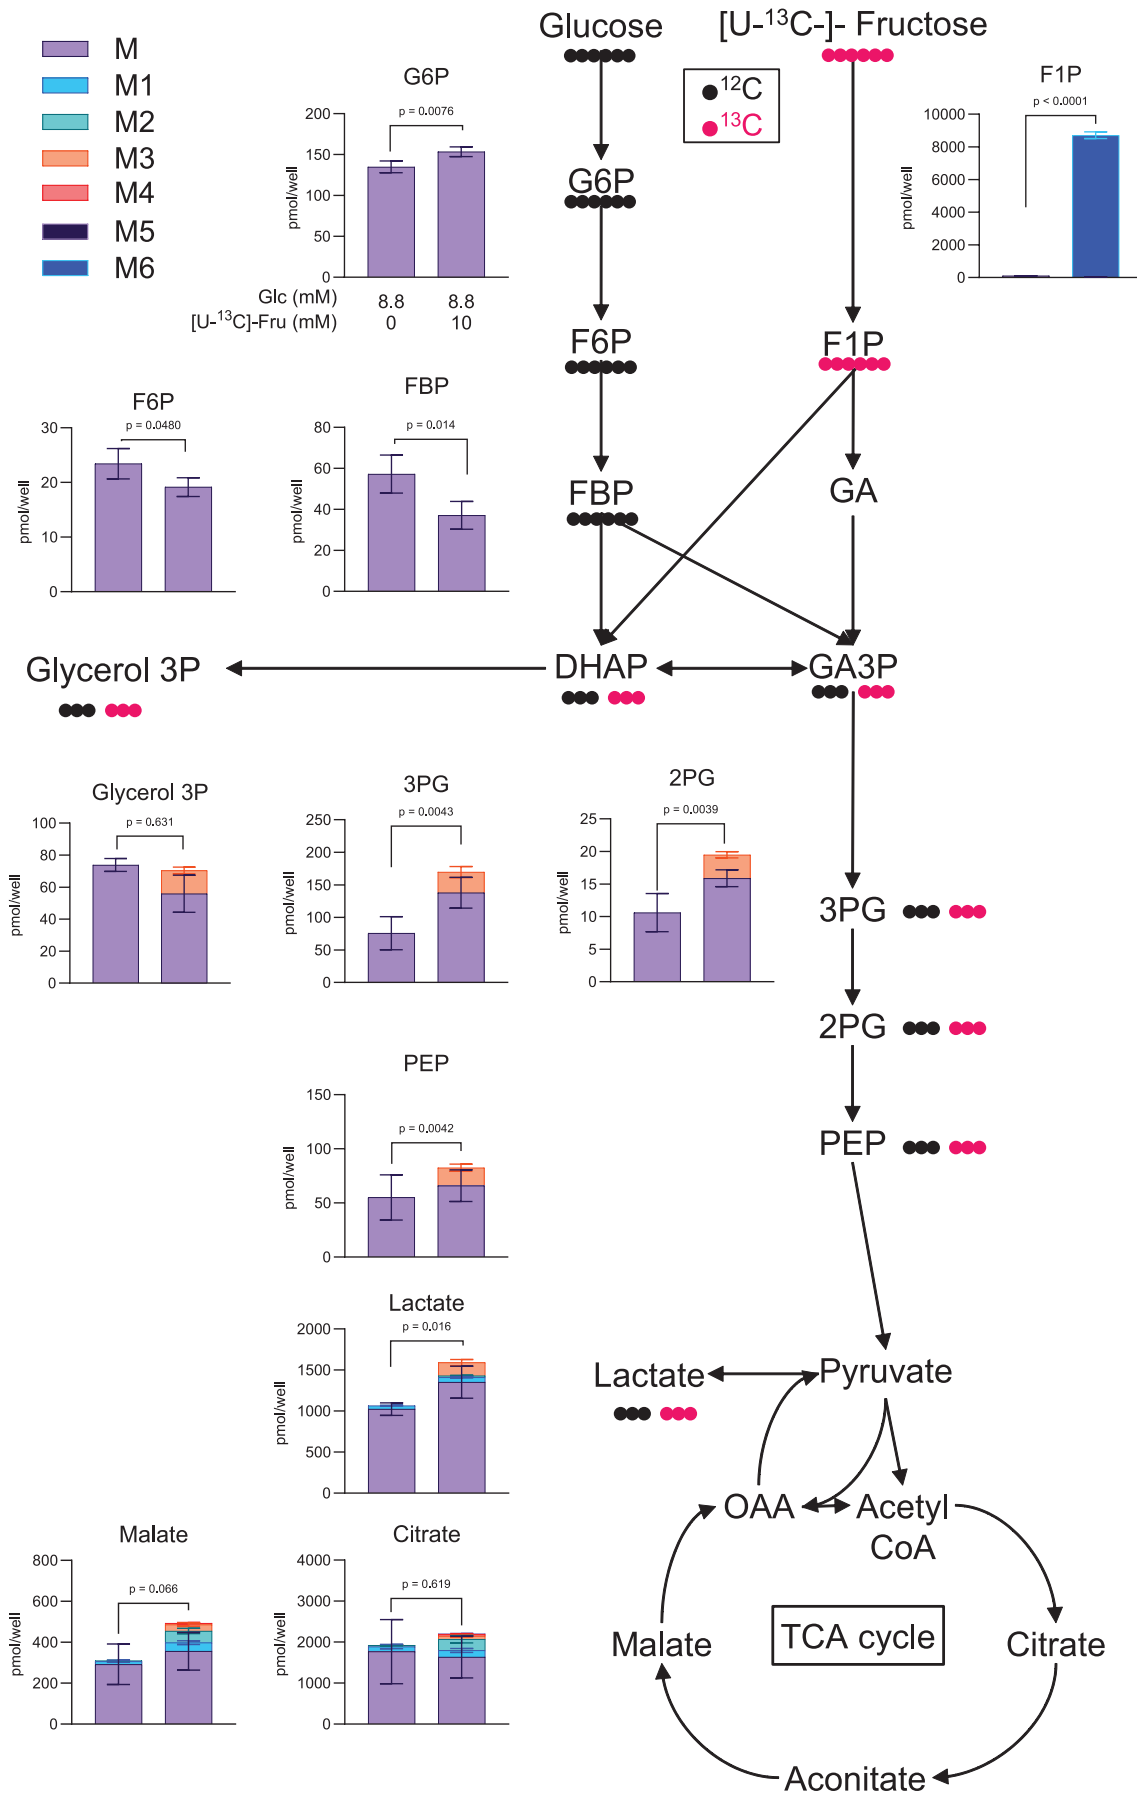 Glucose
[U-¹³C-]- Fructose
M
M1
M2
M3
M4
M5
M6
¹²C
¹³C
G6P
p = 0.0076
pmol/well
200
150
100
50
0
Glc (mM) 8.8 8.8
[U-¹³C]-Fru (mM) 0 10
F1P
p < 0.0001
pmol/well
10000
8000
6000
4000
2000
0
G6P
F6P
F1P
F6P
p = 0.0480
pmol/well
30
20
10
0
FBP
p = 0.014
pmol/well
80
60
40
20
0
FBP
GA
Glycerol 3P
DHAP
GA3P
Glycerol 3P
p = 0.631
pmol/well
100
80
60
40
20
0
3PG
p = 0.0043
pmol/well
250
200
150
100
50
0
2PG
p = 0.0039
pmol/well
25
20
15
10
5
0
3PG
2PG
PEP
PEP
p = 0.0042
pmol/well
150
100
50
0
Lactate
p = 0.016
pmol/well
2000
1500
1000
500
0
Lactate
Pyruvate
OAA
Acetyl
CoA
Malate
p = 0.066
pmol/well
800
600
400
200
0
Citrate
p = 0.619
pmol/well
4000
3000
2000
1000
0
Malate
TCA cycle
Citrate
Aconitate